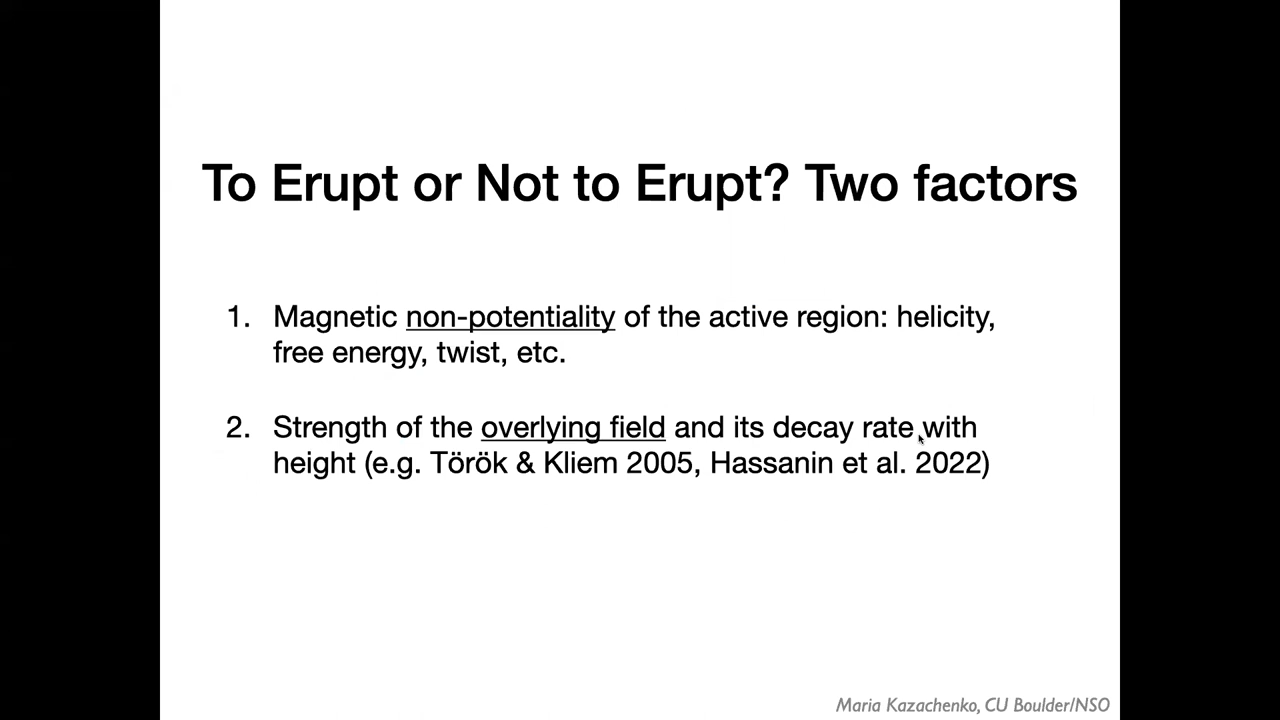 To Erupt or Not to Erupt? Two factors
1. Magnetic non-potentiality of the active region: helicity,
free energy, twist, etc.
2. Strength of the overlying field and its decay rate with
height (e.g. Török & Kliem 2005, Hassanin et al. 2022)
Maria Kazachenko, CU Boulder/NSO